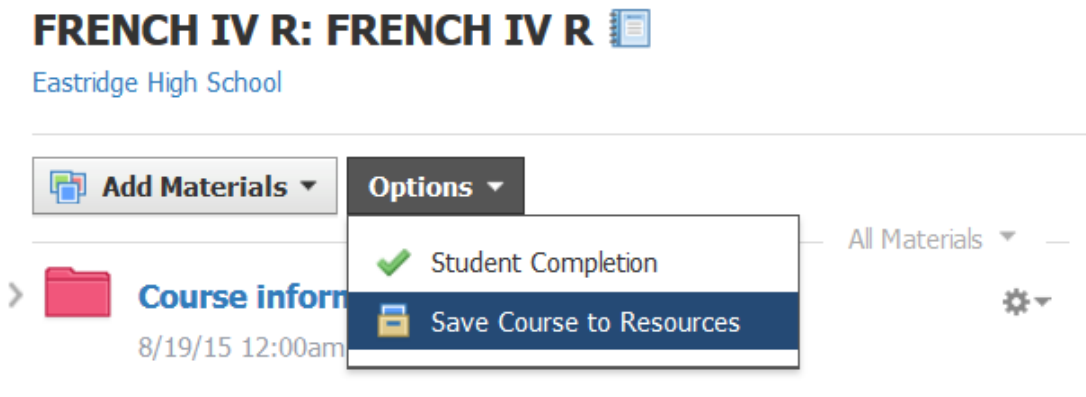 FRENCH IV R: FRENCH IV R
Eastridge High School
Add Materials Options
Student Completion
All Materials
Course inforn
Save Course to Resources
8/19/15 12:00am